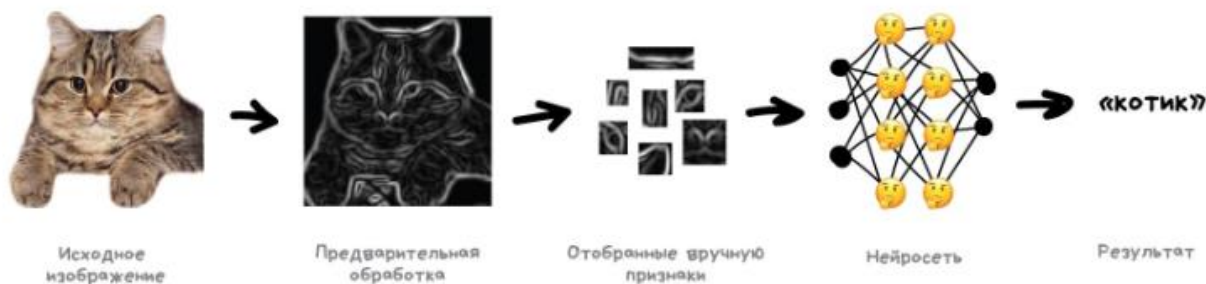 «котик»
Исходное
изображение
Предварительная
обработка
Отобранные вручную
признаки
Нейросеть
Результат